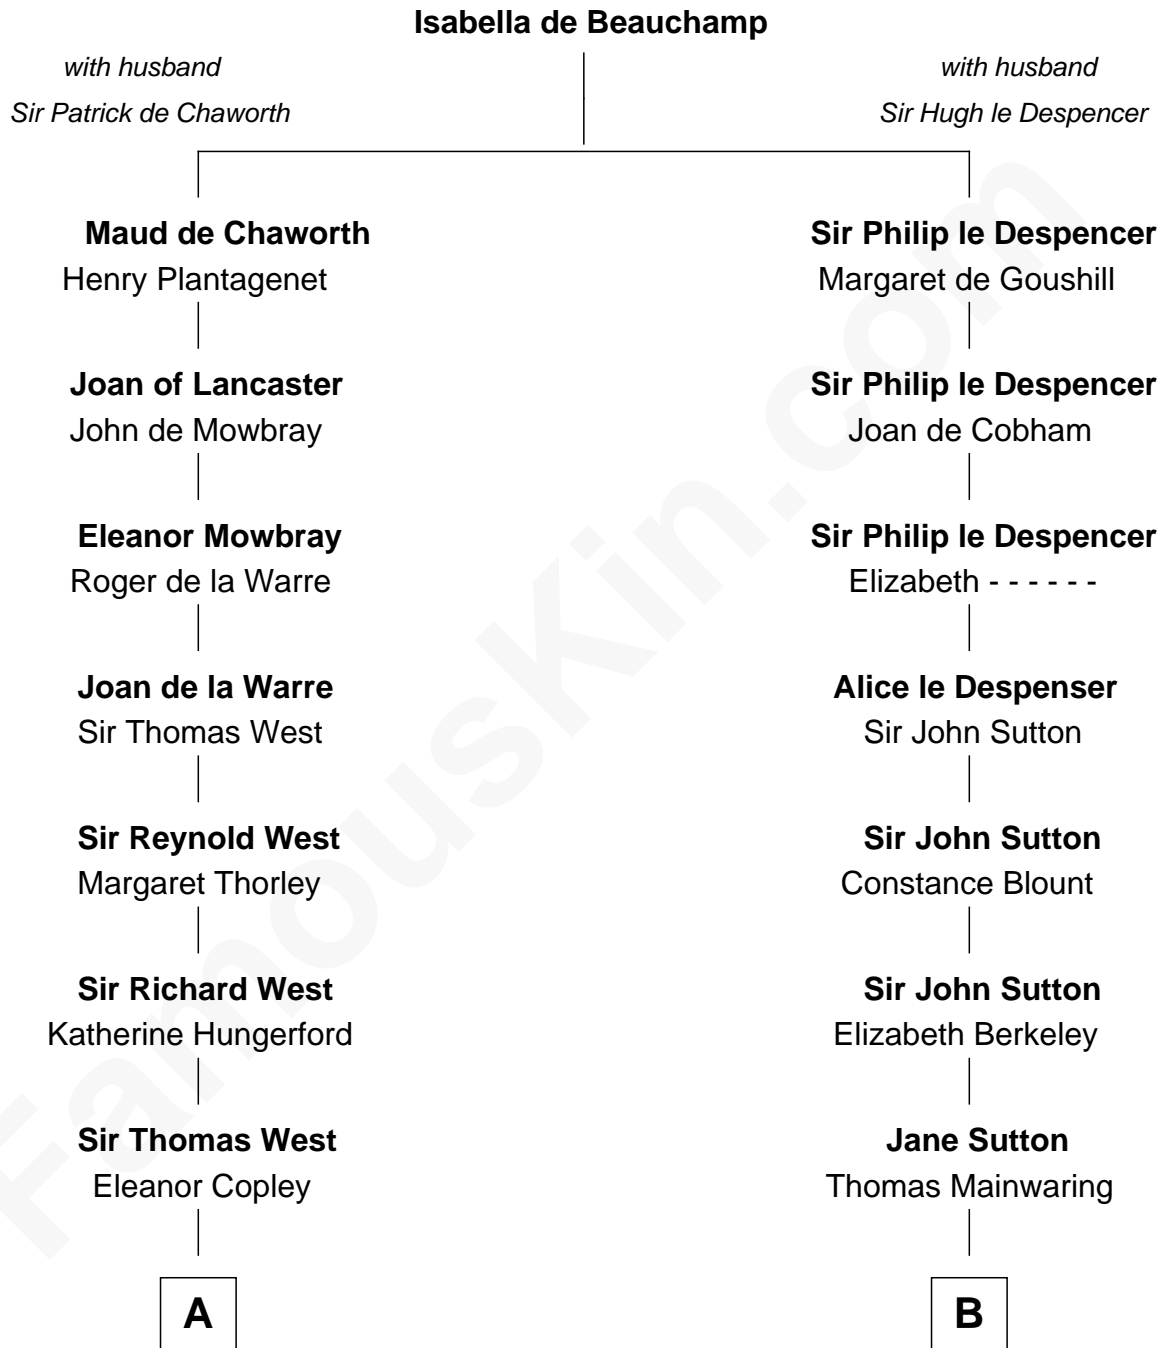 Isabella de Beauchamp
with husband
Sir Patrick de Chaworth
with husband
Sir Hugh le Despencer
Maud de Chaworth
Henry Plantagenet
Sir Philip le Despencer
Margaret de Goushill
Joan of Lancaster
John de Mowbray
Sir Philip le Despencer
Joan de Cobham
Eleanor Mowbray
Roger de la Warre
Sir Philip le Despencer
Elizabeth - - - - - -
Joan de la Warre
Sir Thomas West
Alice le Despenser
Sir John Sutton
Sir Reynold West
Margaret Thorley
Sir John Sutton
Constance Blount
Sir Richard West
Katherine Hungerford
Sir John Sutton
Elizabeth Berkeley
Sir Thomas West
Eleanor Copley
Jane Sutton
Thomas Mainwaring
A
B
FamousKin.com